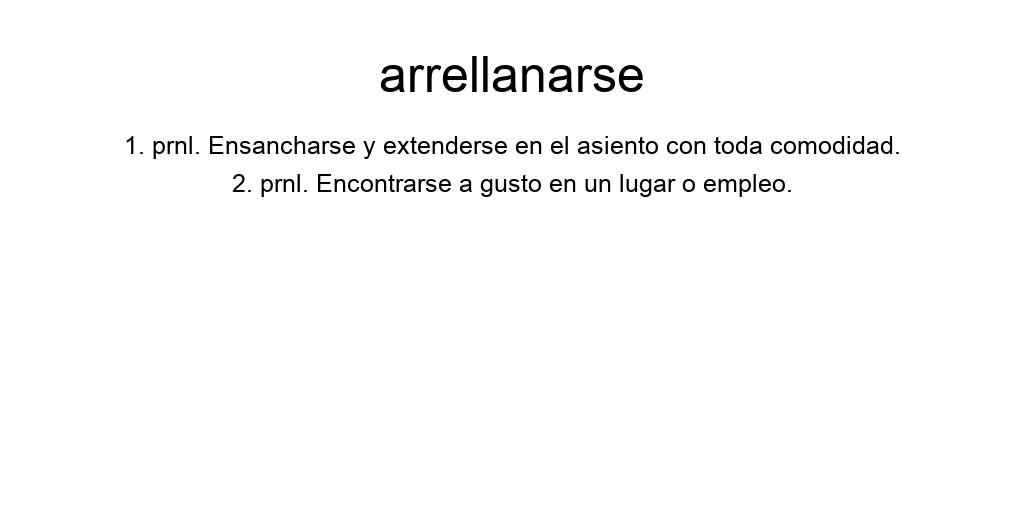 arrellanarse
1. prnl. Ensancharse y extenderse en el asiento con toda comodidad.
2. prnl. Encontrarse a gusto en un lugar o empleo.